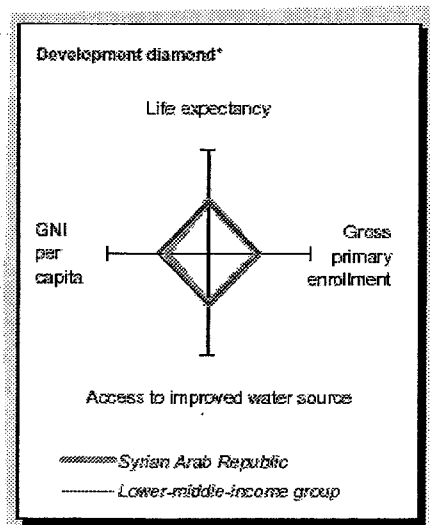 Development diamond*
Life expectancy
GNI
per
capita
Gross
primary
enrollment
Access to improved water source
Syrian Arab Republic
Lower-middle-income group